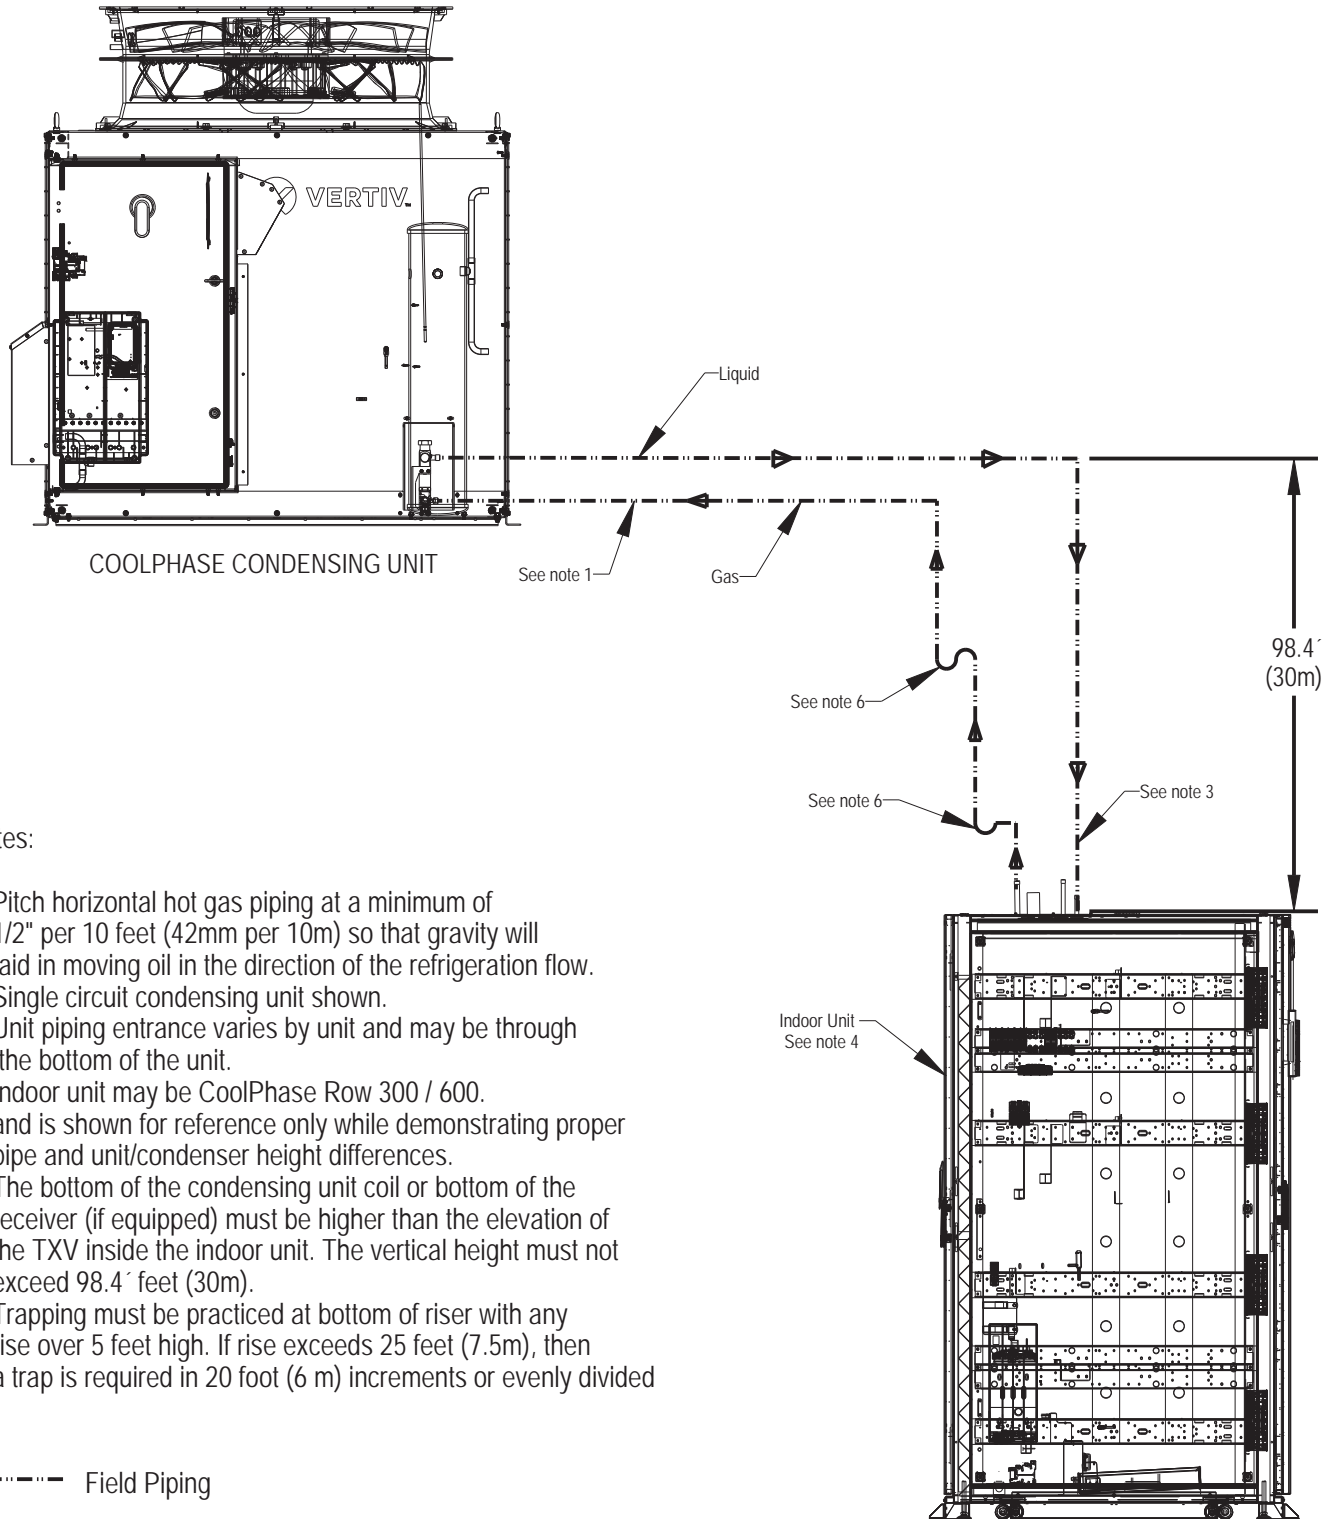 VERTIV™
Liquid
COOLPHASE CONDENSING UNIT
See note 1
Gas
98.4´
(30m)
See note 6
See note 6
See note 3
tes:
Pitch horizontal hot gas piping at a minimum of
1/2" per 10 feet (42mm per 10m) so that gravity will
aid in moving oil in the direction of the refrigeration flow.
Single circuit condensing unit shown.
Unit piping entrance varies by unit and may be through
the bottom of the unit.
ndoor unit may be CoolPhase Row 300 / 600.
and is shown for reference only while demonstrating proper
pipe and unit/condenser height differences.
The bottom of the condensing unit coil or bottom of the
eceiver (if equipped) must be higher than the elevation of
he TXV inside the indoor unit. The vertical height must not
exceed 98.4´ feet (30m).
Trapping must be practiced at bottom of riser with any
ise over 5 feet high. If rise exceeds 25 feet (7.5m), then
a trap is required in 20 foot (6 m) increments or evenly divided
Indoor Unit
See note 4
Field Piping